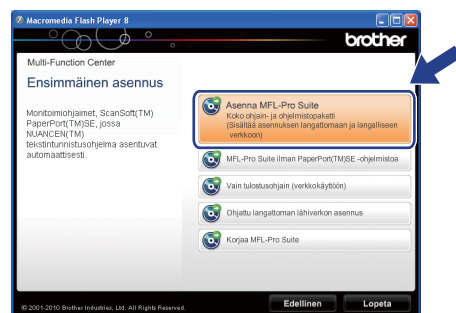 Macromedia Flash Player 8
brother
Multi-Function Center
Ensimmäinen asennus
Monitoimiohjaimet, ScanSoft(TM)
PaperPort(TM)SE, jossa
NUANCEN(TM)
tekstintunnistusohjelma asentuvat
automaattisesti.
Asenna MFL-Pro Suite
Koko ohjain- ja ohjelmistopaketti
(Sisältää asennuksen langattomaan ja langalliseen
verkkoon)
MFL-Pro Suite ilman PaperPort(TM)SE -ohjelmistoa
Vain tulostusohjain (verkkokäyttöön)
Ohjattu langattoman lähiverkon asennus
Korjaa MFL-Pro Suite
© 2001-2010 Brother Industries, Ltd. All Rights Reserved.
Edellinen
Lopeta